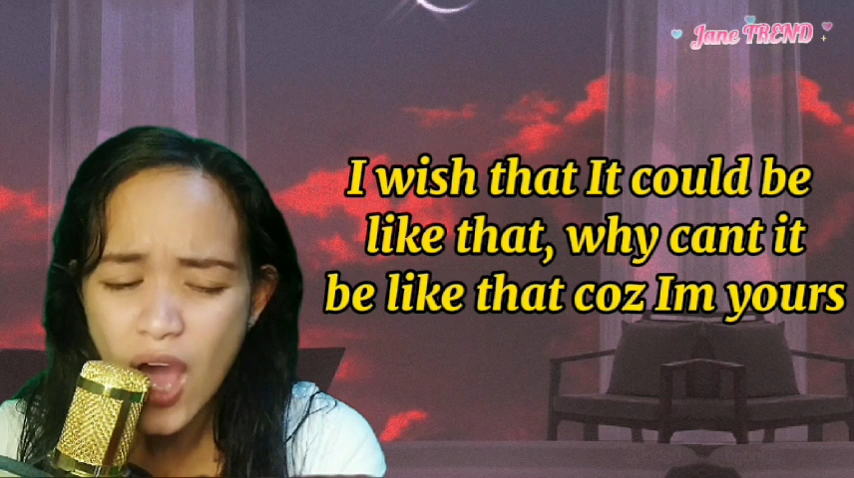 Jane TREND
I wish that It could be
like that, why cant it
be like that coz Im yours